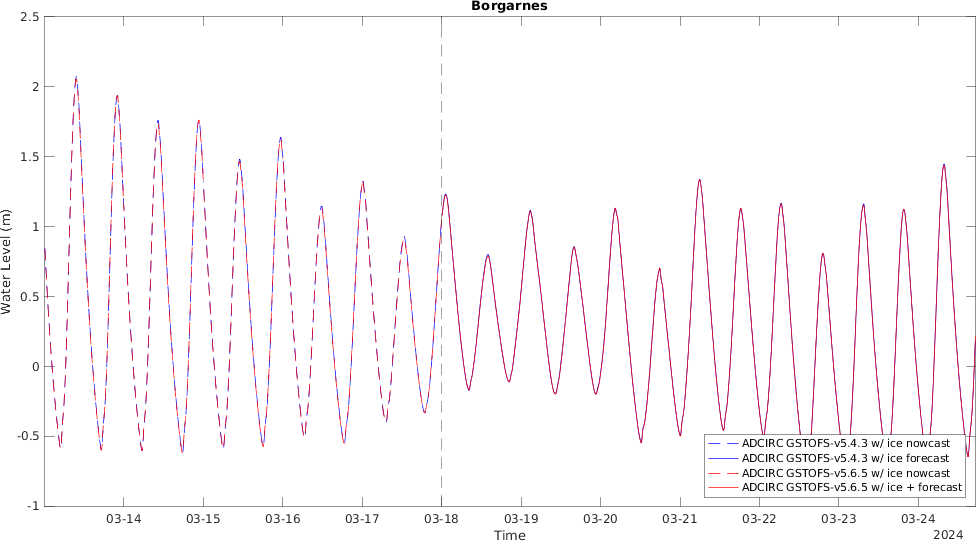 Borgarnes
2.5
2
1.5
1
0.5
0
-0.5
-1
Water Level (m)
ADCIRC GSTOFS-v5.4.3 w/ ice nowcast
ADCIRC GSTOFS-v5.4.3 w/ ice forecast
ADCIRC GSTOFS-v5.6.5 w/ ice nowcast
ADCIRC GSTOFS-v5.6.5 w/ ice + forecast
03-14 03-15 03-16 03-17 03-18 03-19 03-20 03-21 03-22 03-23 03-24
Time
2024